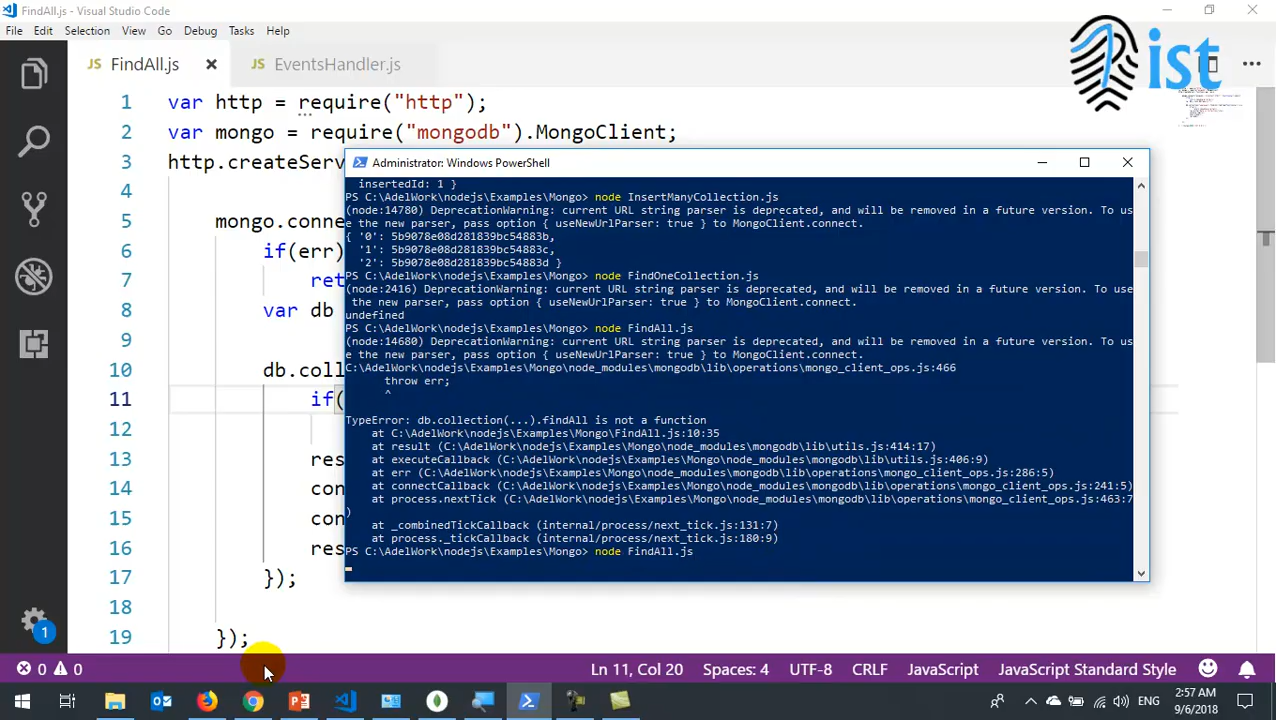 FindAll.js - Visual Studio Code
File Edit Selection View Go Debug Tasks Help
JS FindAll.js JS EventsHandler.js
ist
1 var http = require("http");
2 var mongo = require("mongodb").MongoClient;
3 http.createServ
4
5 mongo.conne
6 if(err)
7 ret
8 var db
9
10 db.coll
11 if(
12
13 res
14 con
15 con
16 res
17 });
18
19 });
Administrator: Windows PowerShell
insertedId: 1 }
PS C:\AdelWork\nodejs\Examples\Mongo> node InsertManyCollection.js
(node:14780) DeprecationWarning: current URL string parser is deprecated, and will be removed in a future version. To us
e the new parser, pass option { useNewUrlParser: true } to MongoClient.connect.
{ '0': 5b9078e08d281839bc54883b,
'1': 5b9078e08d281839bc54883c,
'2': 5b9078e08d281839bc54883d }
PS C:\AdelWork\nodejs\Examples\Mongo> node FindOneCollection.js
(node:2416) DeprecationWarning: current URL string parser is deprecated, and will be removed in a future version. To use
the new parser, pass option { useNewUrlParser: true } to MongoClient.connect.
undefined
PS C:\AdelWork\nodejs\Examples\Mongo> node FindAll.js
(node:14680) DeprecationWarning: current URL string parser is deprecated, and will be removed in a future version. To us
e the new parser, pass option { useNewUrlParser: true } to MongoClient.connect.
C:\AdelWork\nodejs\Examples\Mongo\node_modules\mongodb\lib\operations\mongo_client_ops.js:466
throw err;
^
TypeError: db.collection(...).findAll is not a function
at C:\AdelWork\nodejs\Examples\Mongo\FindAll.js:10:35
at result (C:\AdelWork\nodejs\Examples\Mongo\node_modules\mongodb\lib\utils.js:414:17)
at executeCallback (C:\AdelWork\nodejs\Examples\Mongo\node_modules\mongodb\lib\utils.js:406:9)
at err (C:\AdelWork\nodejs\Examples\Mongo\node_modules\mongodb\lib\operations\mongo_client_ops.js:286:5)
at connectCallback (C:\AdelWork\nodejs\Examples\Mongo\node_modules\mongodb\lib\operations\mongo_client_ops.js:241:5)
at process.nextTick (C:\AdelWork\nodejs\Examples\Mongo\node_modules\mongodb\lib\operations\mongo_client_ops.js:463:7
)
at _combinedTickCallback (internal/process/next_tick.js:131:7)
at process._tickCallback (internal/process/next_tick.js:180:9)
PS C:\AdelWork\nodejs\Examples\Mongo> node FindAll.js
1
0 0 Ln 11, Col 20 Spaces: 4 UTF-8 CRLF JavaScript JavaScript Standard Style
ENG 2:57 AM
9/6/2018